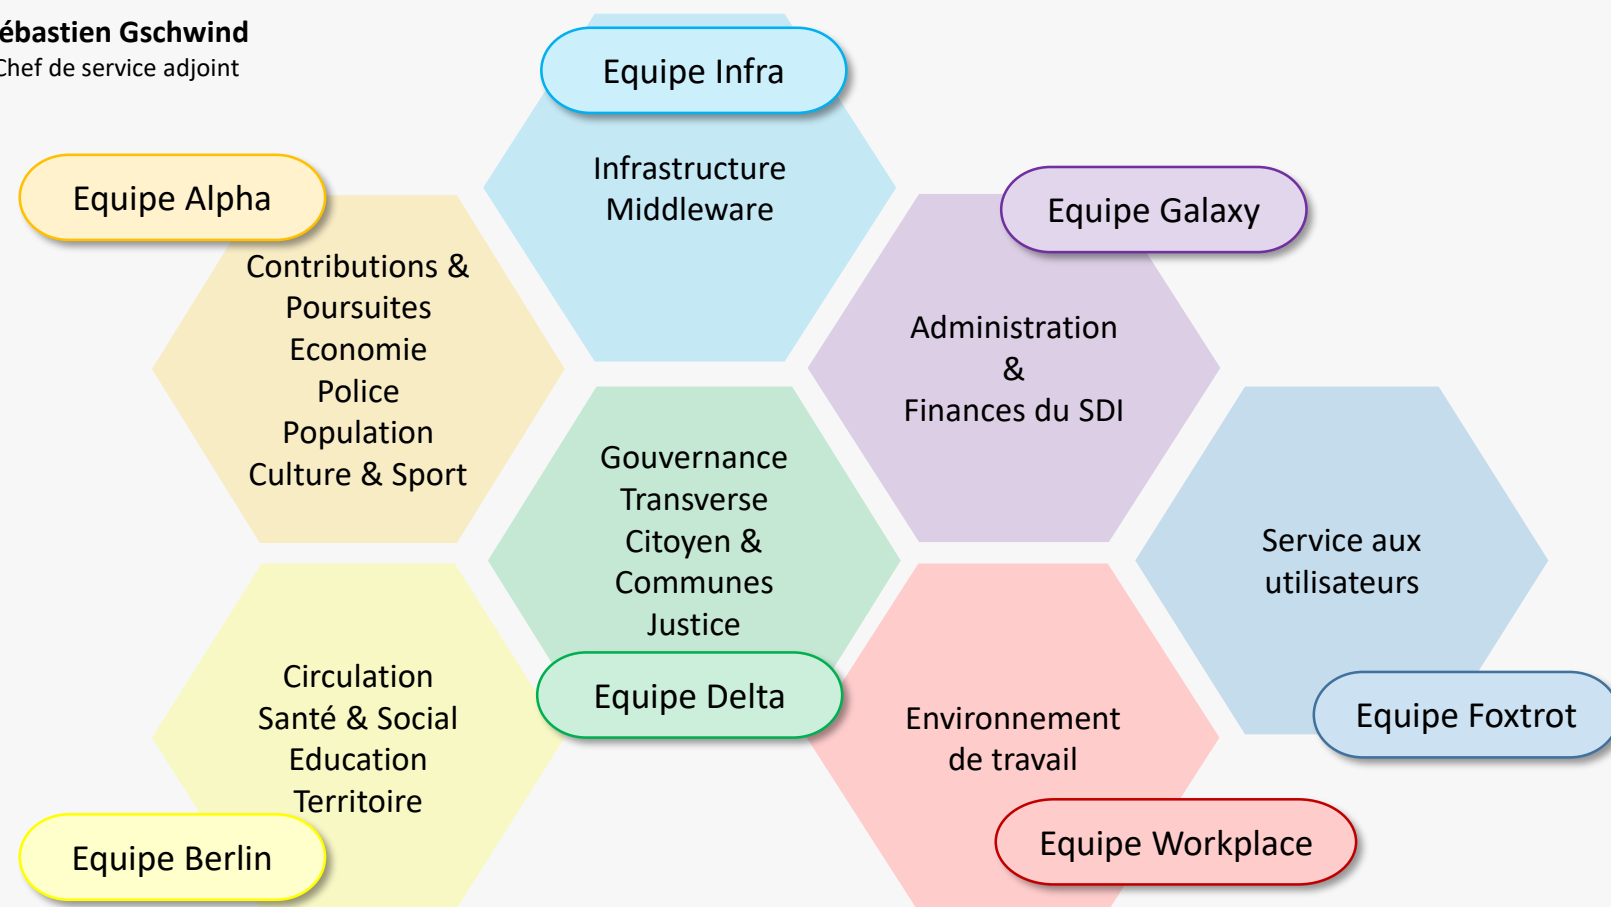 ébastien Gschwind
Chef de service adjoint
Equipe Infra
Infrastructure
Middleware
Equipe Alpha
Contributions &
Poursuites
Economie
Police
Population
Culture & Sport
Equipe Galaxy
Administration
&
Finances du SDI
Gouvernance
Transverse
Citoyen &
Communes
Justice
Equipe Delta
Service aux
utilisateurs
Equipe Foxtrot
Circulation
Santé & Social
Education
Territoire
Equipe Berlin
Environnement
de travail
Equipe Workplace